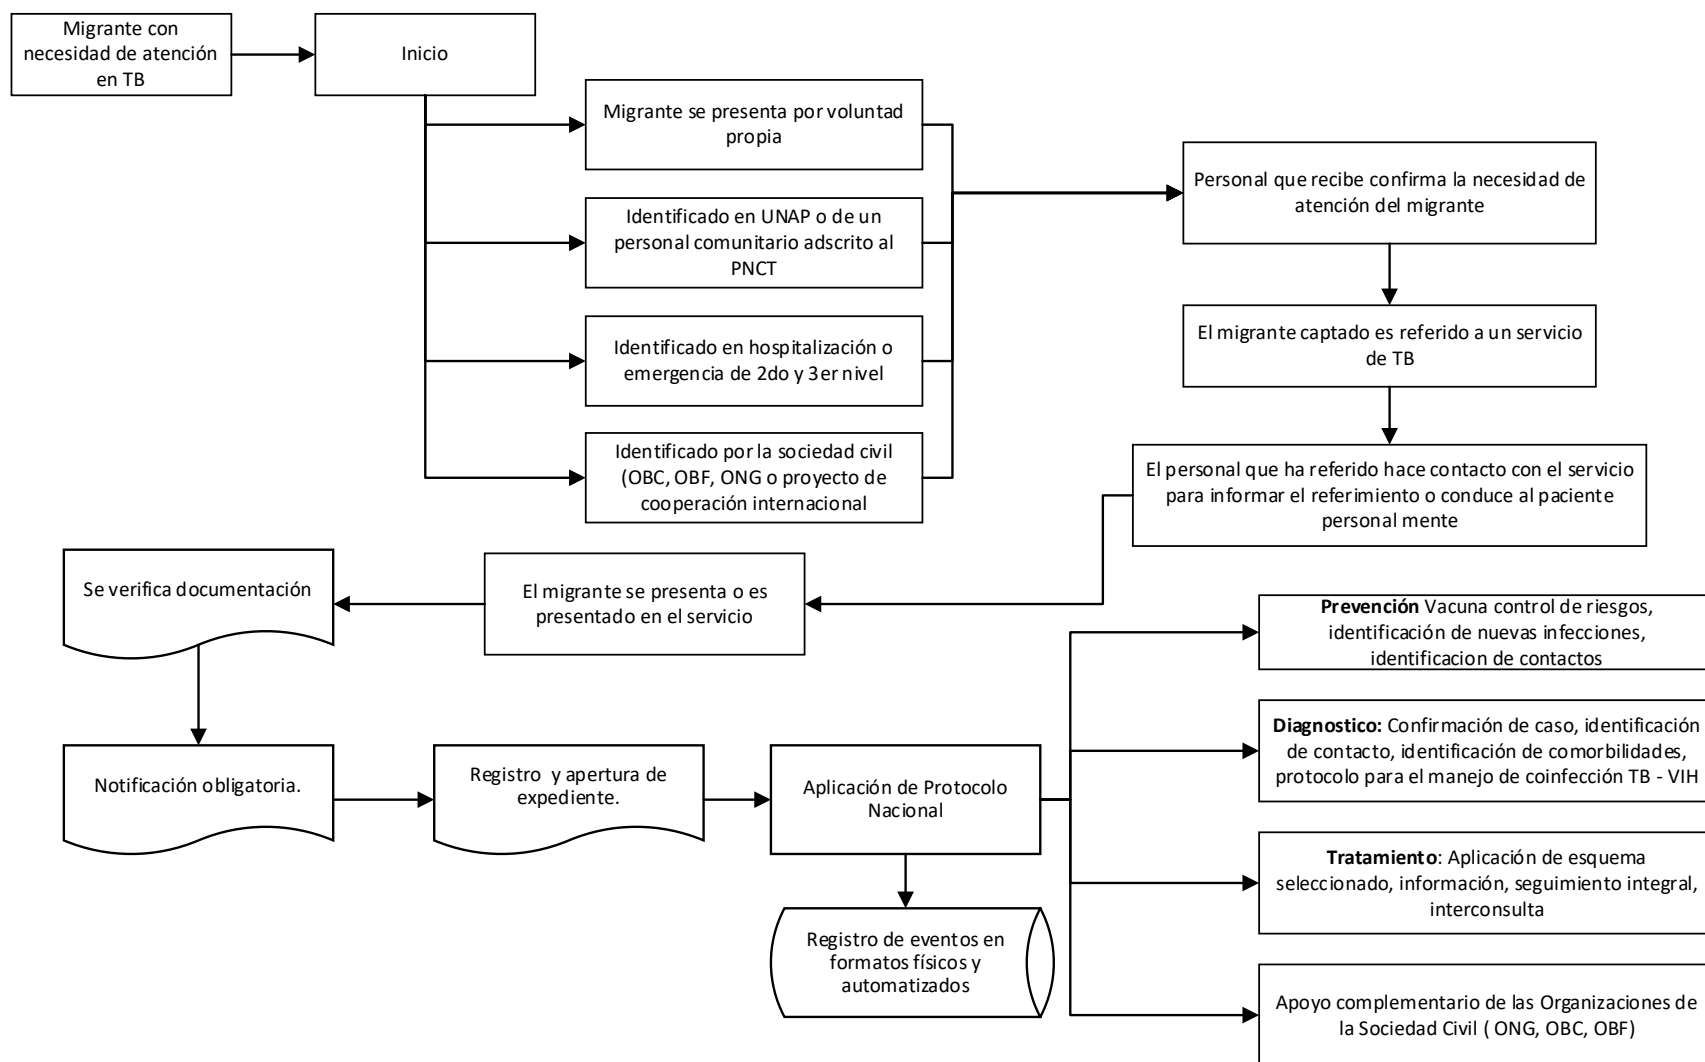 Migrante con
necesidad de atención
en TB
Inicio
Migrante se presenta por voluntad
propia
Identificado en UNAP o de un
personal comunitario adscrito al
PNCT
Identificado en hospitalización o
emergencia de 2do y 3er nivel
Identificado por la sociedad civil
(OBC, OBF, ONG o proyecto de
cooperación internacional
Personal que recibe confirma la necesidad de
atención del migrante
El migrante captado es referido a un servicio
de TB
El personal que ha referido hace contacto con el servicio
para informar el referimiento o conduce al paciente
personal mente
El migrante se presenta o es
presentado en el servicio
Se verifica documentación
Notificación obligatoria.
Registro y apertura de
expediente.
Aplicación de Protocolo
Nacional
Registro de eventos en
formatos físicos y
automatizados
Prevención Vacuna control de riesgos,
identificación de nuevas infecciones,
identificacion de contactos
Diagnostico: Confirmación de caso, identificación
de contacto, identificación de comorbilidades,
protocolo para el manejo de coinfección TB - VIH
Tratamiento: Aplicación de esquema
seleccionado, información, seguimiento integral,
interconsulta
Apoyo complementario de las Organizaciones de
la Sociedad Civil ( ONG, OBC, OBF)